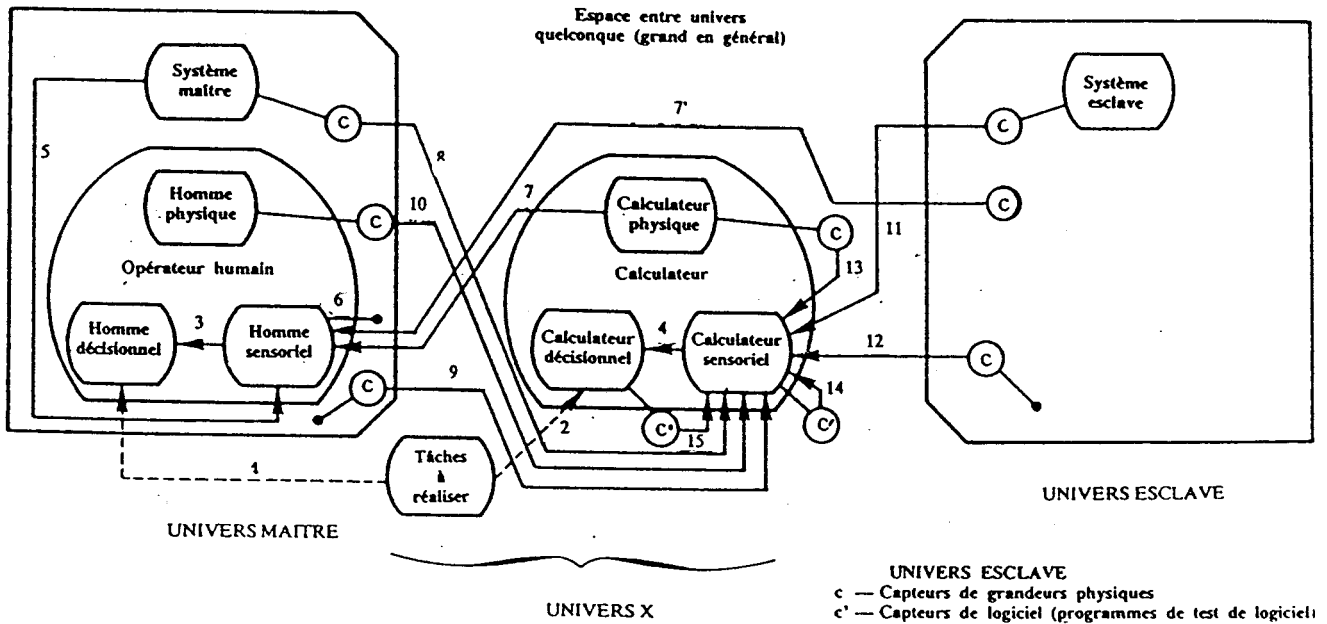 Espace entre univers
quelconque (grand en général)
Système
maître
C
5
8
7'
C
Système
esclave
Homme
physique
C
10
7
Calculateur
physique
C
C
11
Opérateur humain
Calculateur
13
6
Homme
décisionnel
3
Homme
sensoriel
Calculateur
décisionnel
4
Calculateur
sensoriel
12
C
9
C
14
2
C'
15
C'
1
Tâches
à
réaliser
UNIVERS MAITRE
UNIVERS ESCLAVE
UNIVERS X
UNIVERS ESCLAVE
c — Capteurs de grandeurs physiques
c' — Capteurs de logiciel (programmes de test de logiciel)